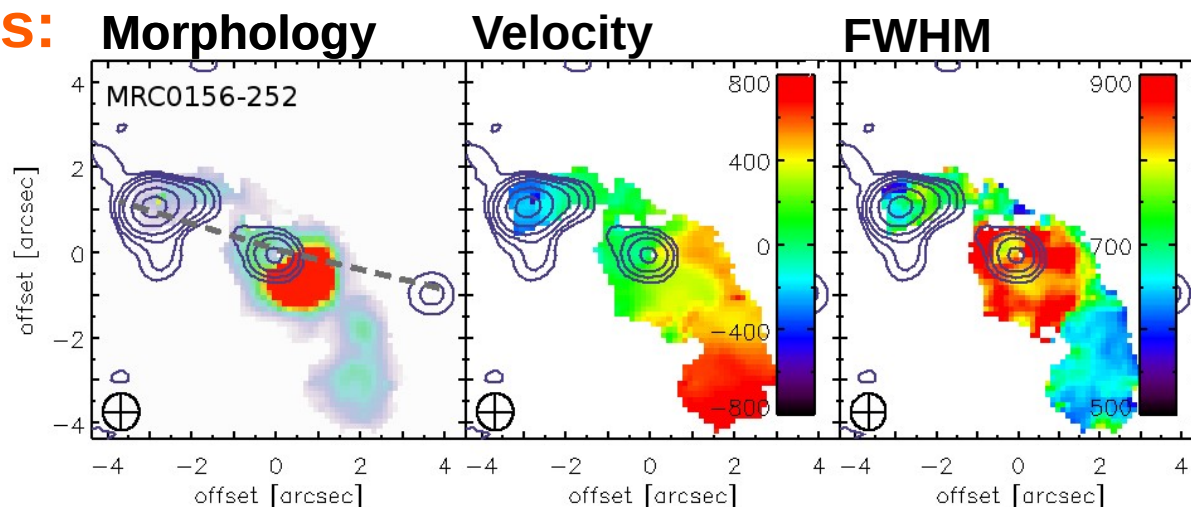 s: Morphology Velocity FWHM
MRC0156-252
4
2
0
−2
−4
offset [arcsec]
800
400
0
−400
−800
900
700
500
−4 −2 0 2 4
−4 −2 0 2 4
−4 −2 0 2 4
offset [arcsec] offset [arcsec] offset [arcsec]